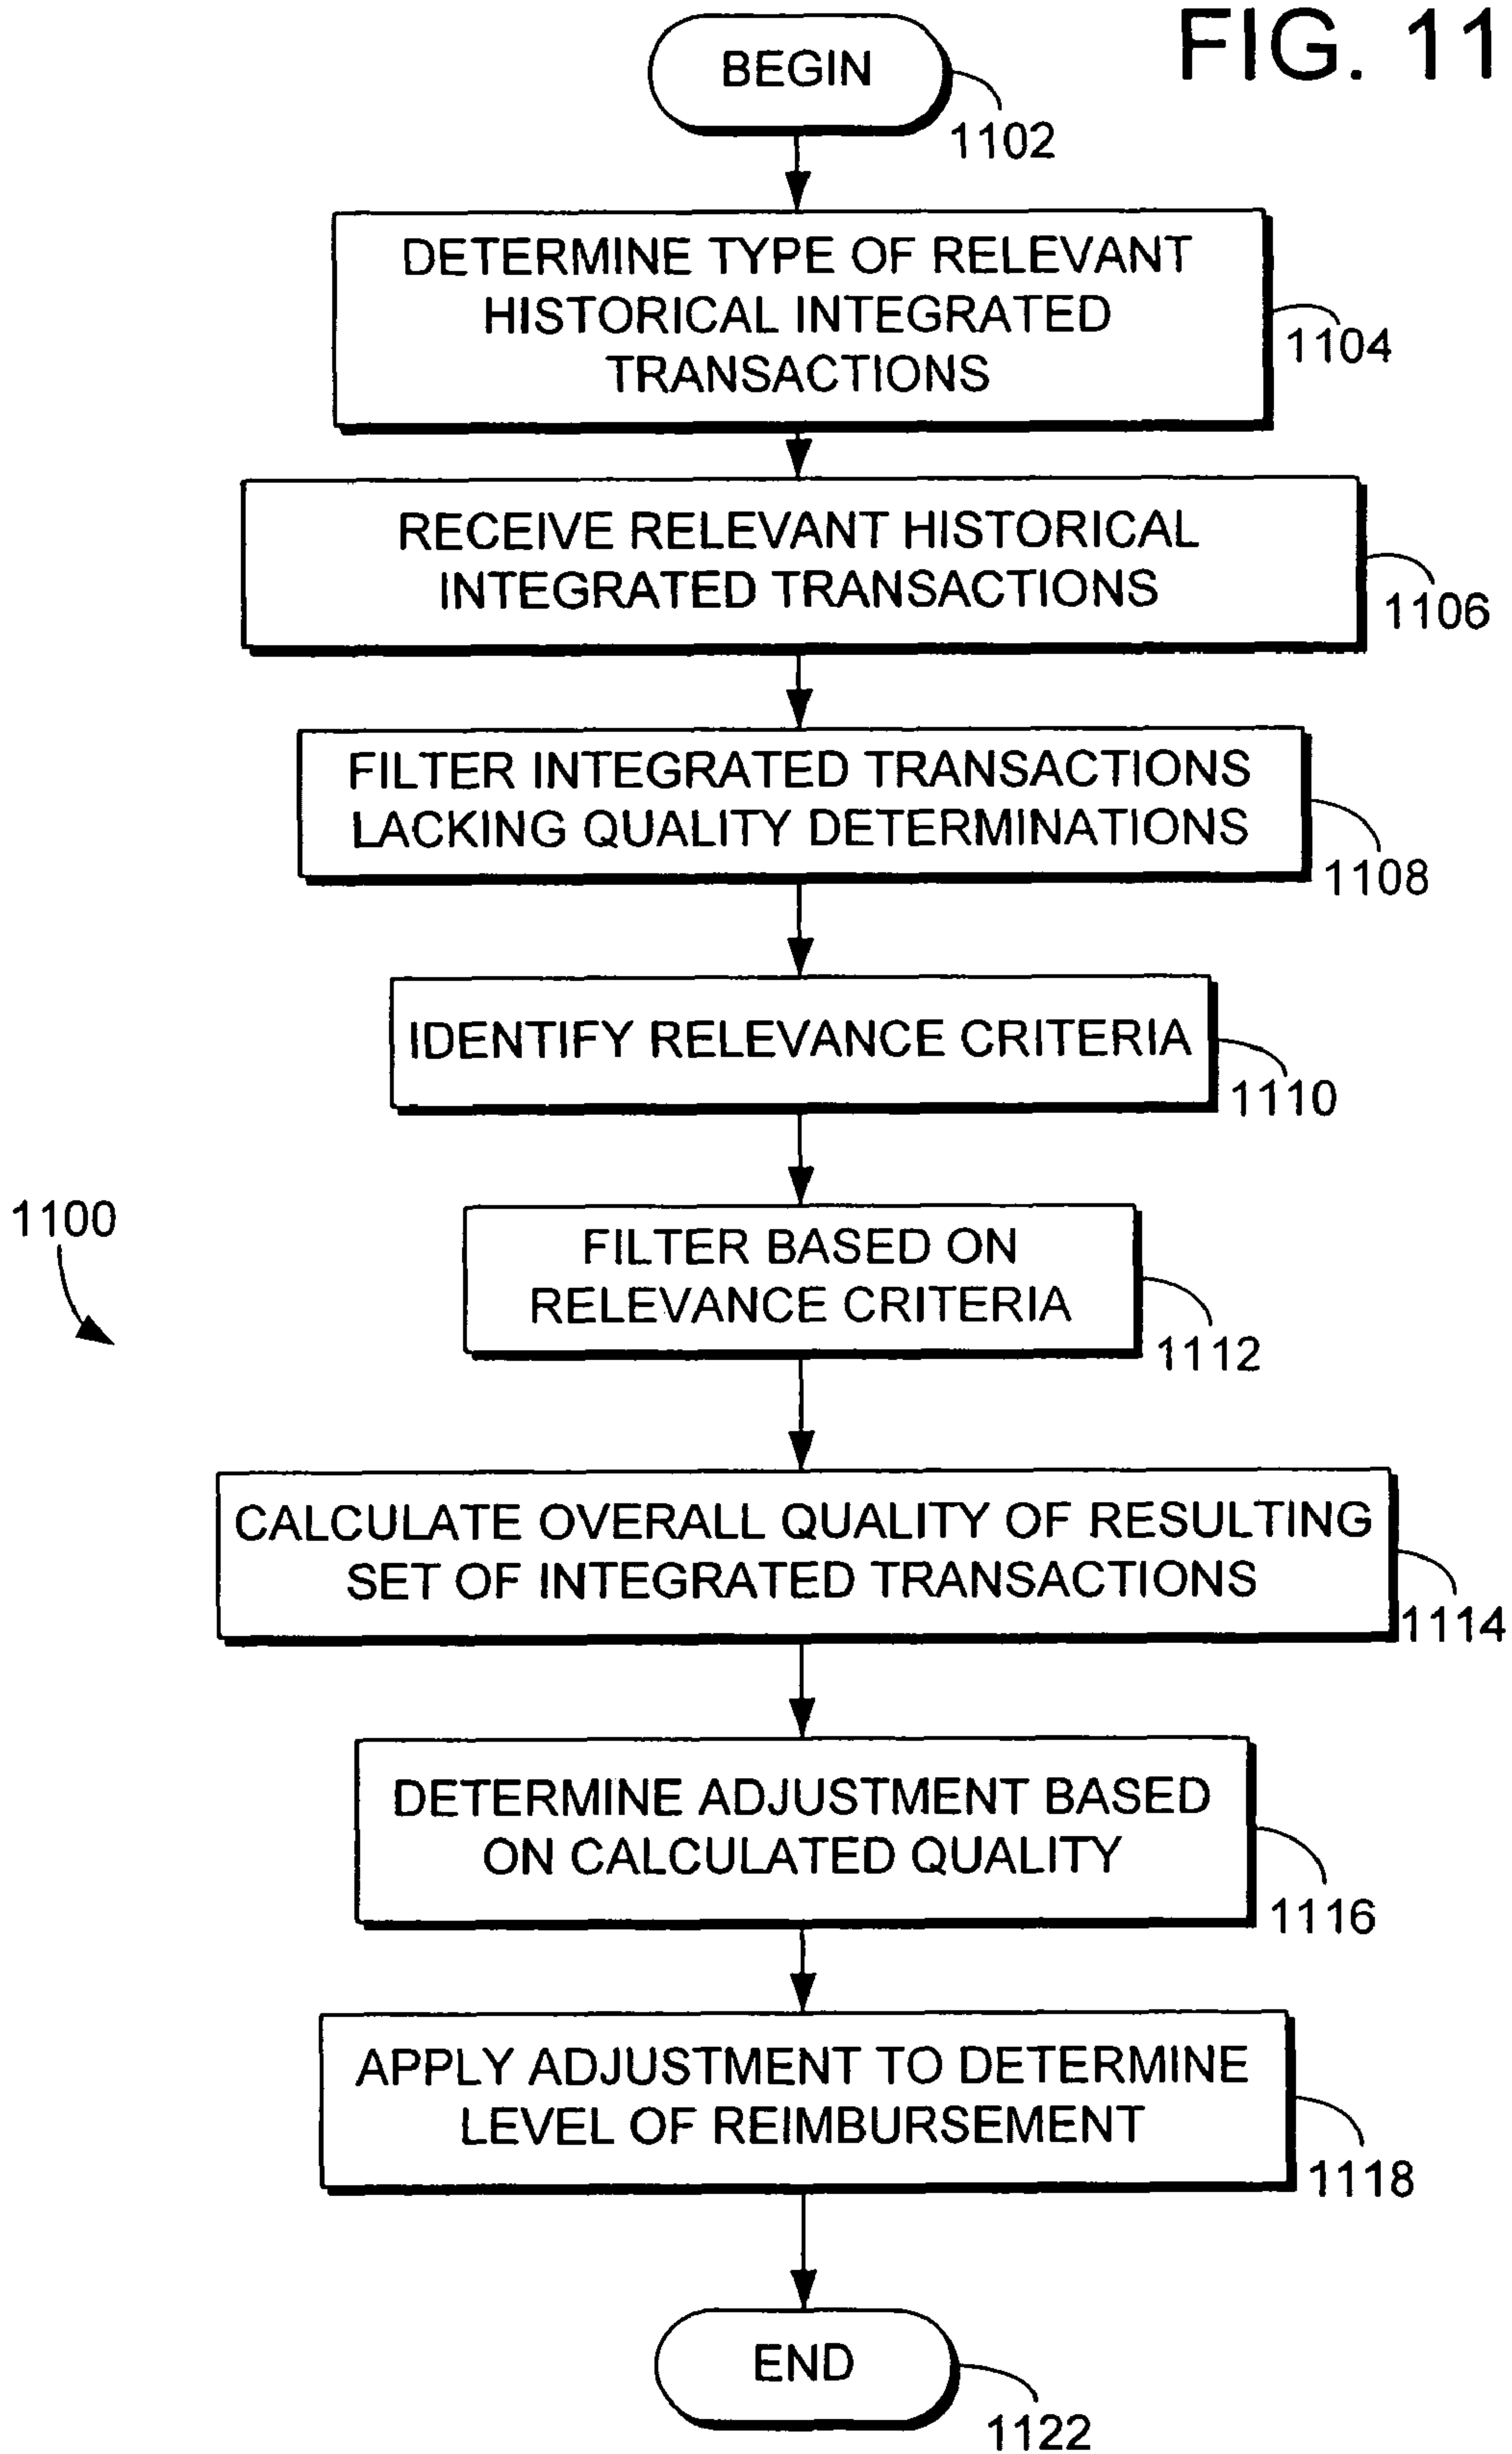 FIG. 11
BEGIN
1102
DETERMINE TYPE OF RELEVANT
HISTORICAL INTEGRATED
TRANSACTIONS
1104
RECEIVE RELEVANT HISTORICAL
INTEGRATED TRANSACTIONS
1106
FILTER INTEGRATED TRANSACTIONS
LACKING QUALITY DETERMINATIONS
1108
IDENTIFY RELEVANCE CRITERIA
1110
1100
FILTER BASED ON
RELEVANCE CRITERIA
1112
CALCULATE OVERALL QUALITY OF RESULTING
SET OF INTEGRATED TRANSACTIONS
1114
DETERMINE ADJUSTMENT BASED
ON CALCULATED QUALITY
1116
APPLY ADJUSTMENT TO DETERMINE
LEVEL OF REIMBURSEMENT
1118
END
1122